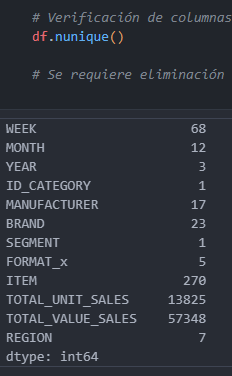 # Verificación de columnas
df.nunique()
# Se requiere eliminación
WEEK 68
MONTH 12
YEAR 3
ID_CATEGORY 1
MANUFACTURER 17
BRAND 23
SEGMENT 1
FORMAT_x 5
ITEM 270
TOTAL_UNIT_SALES 13825
TOTAL_VALUE_SALES 57348
REGION 7
dtype: int64